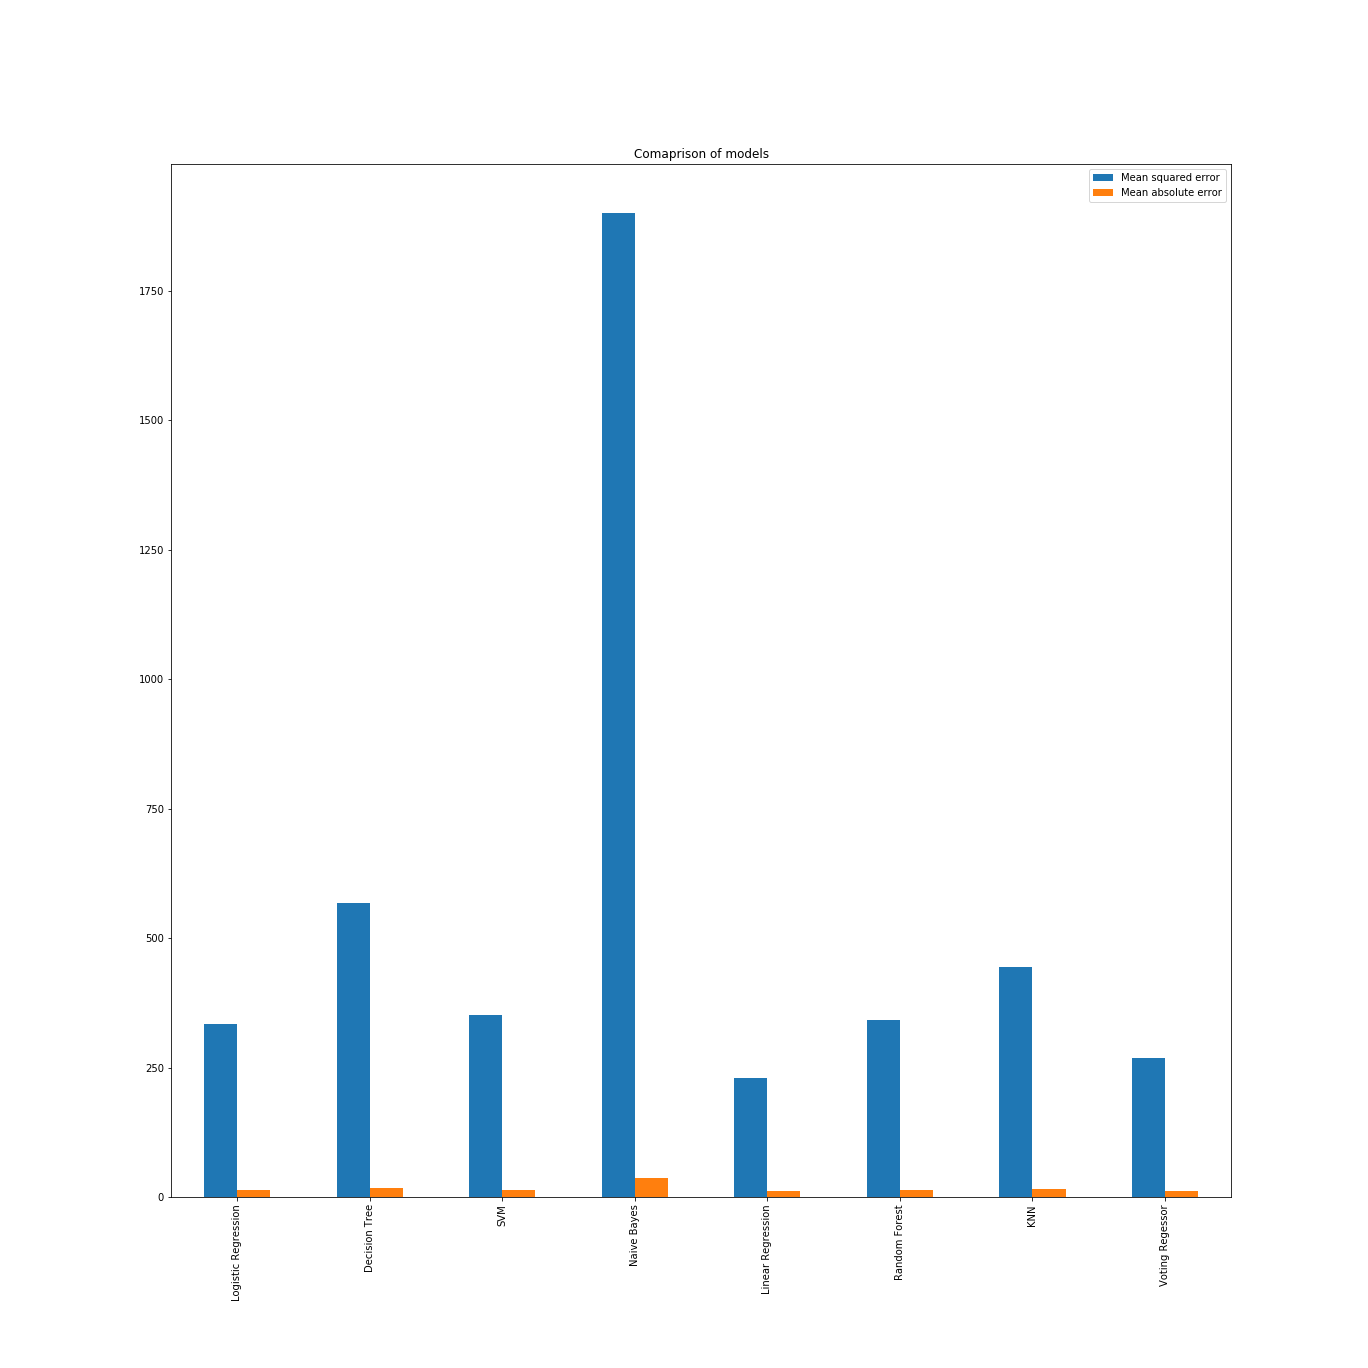 Comaprison of models
Mean squared error
Mean absolute error
1750
1500
1250
1000
750
500
250
0
Logistic Regression
Decision Tree
SVM
Naive Bayes
Linear Regression
Random Forest
KNN
Voting Regessor